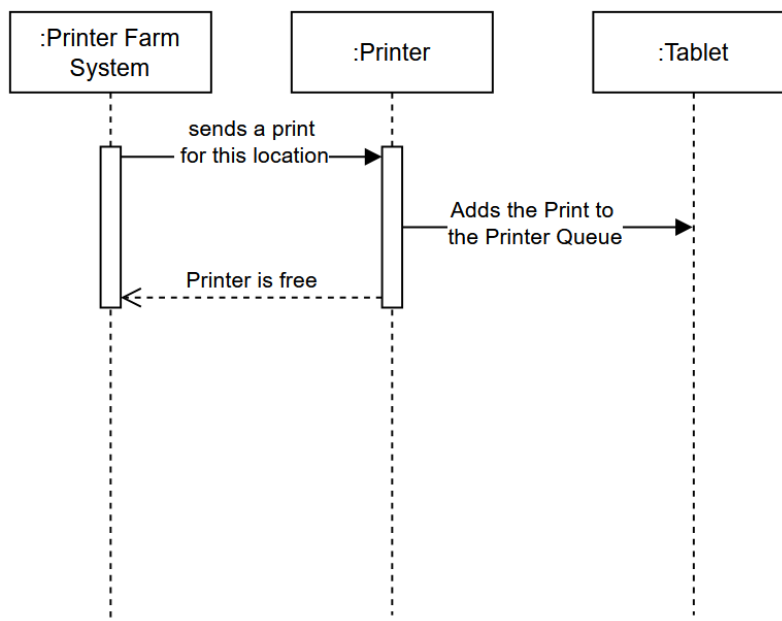 :Printer Farm
System
:Printer
:Tablet
sends a print
for this location
Adds the Print to
the Printer Queue
Printer is free